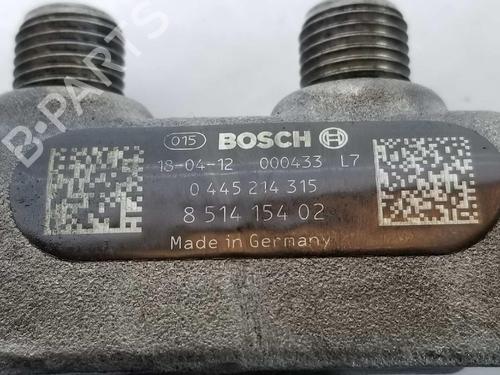 015 BOSCH
18-04-12 000433 L7
0 445 214 315
8 514 154 02
Made in Germany
B-PARTS